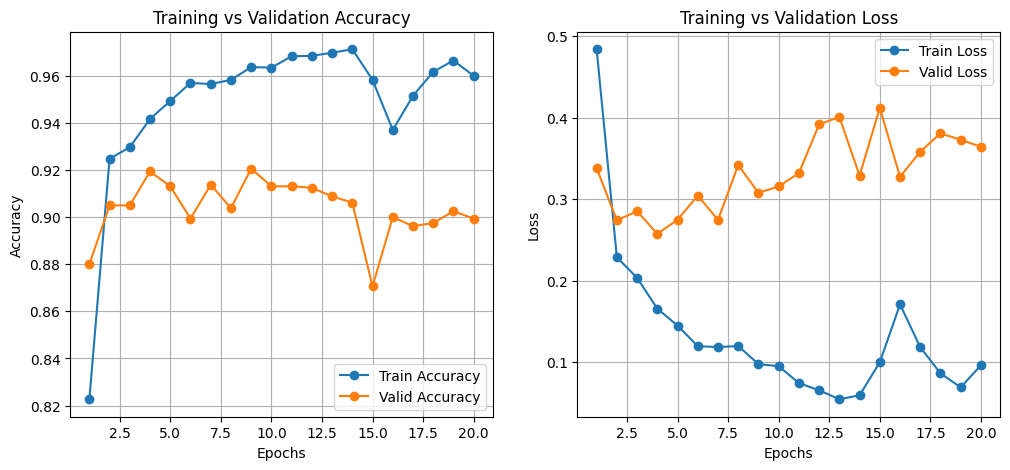 Training vs Validation Accuracy
Accuracy
0.96
0.94
0.92
0.90
0.88
0.86
0.84
0.82
2.5 5.0 7.5 10.0 12.5 15.0 17.5 20.0
Epochs
Train Accuracy
Valid Accuracy
Training vs Validation Loss
Loss
0.5
0.4
0.3
0.2
0.1
2.5 5.0 7.5 10.0 12.5 15.0 17.5 20.0
Epochs
Train Loss
Valid Loss